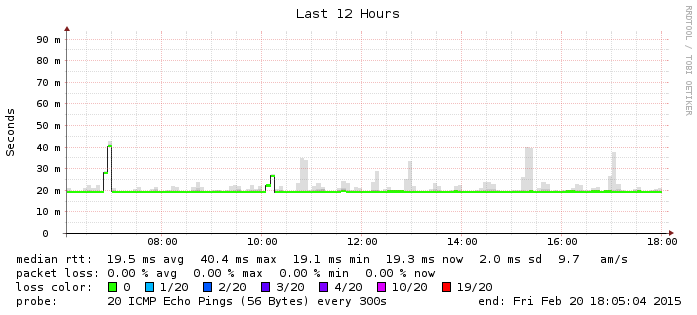 Last 12 Hours
RRDTOOL / TOBI OETIKER
Seconds
90 m
80 m
70 m
60 m
50 m
40 m
30 m
20 m
10 m
0
08:00 10:00 12:00 14:00 16:00 18:00
median rtt: 19.5 ms avg 40.4 ms max 19.1 ms min 19.3 ms now 2.0 ms sd 9.7 am/s
packet loss: 0.00 % avg 0.00 % max 0.00 % min 0.00 % now
loss color: 0 1/20 2/20 3/20 4/20 10/20 19/20
probe: 20 ICMP Echo Pings (56 Bytes) every 300s end: Fri Feb 20 18:05:04 2015